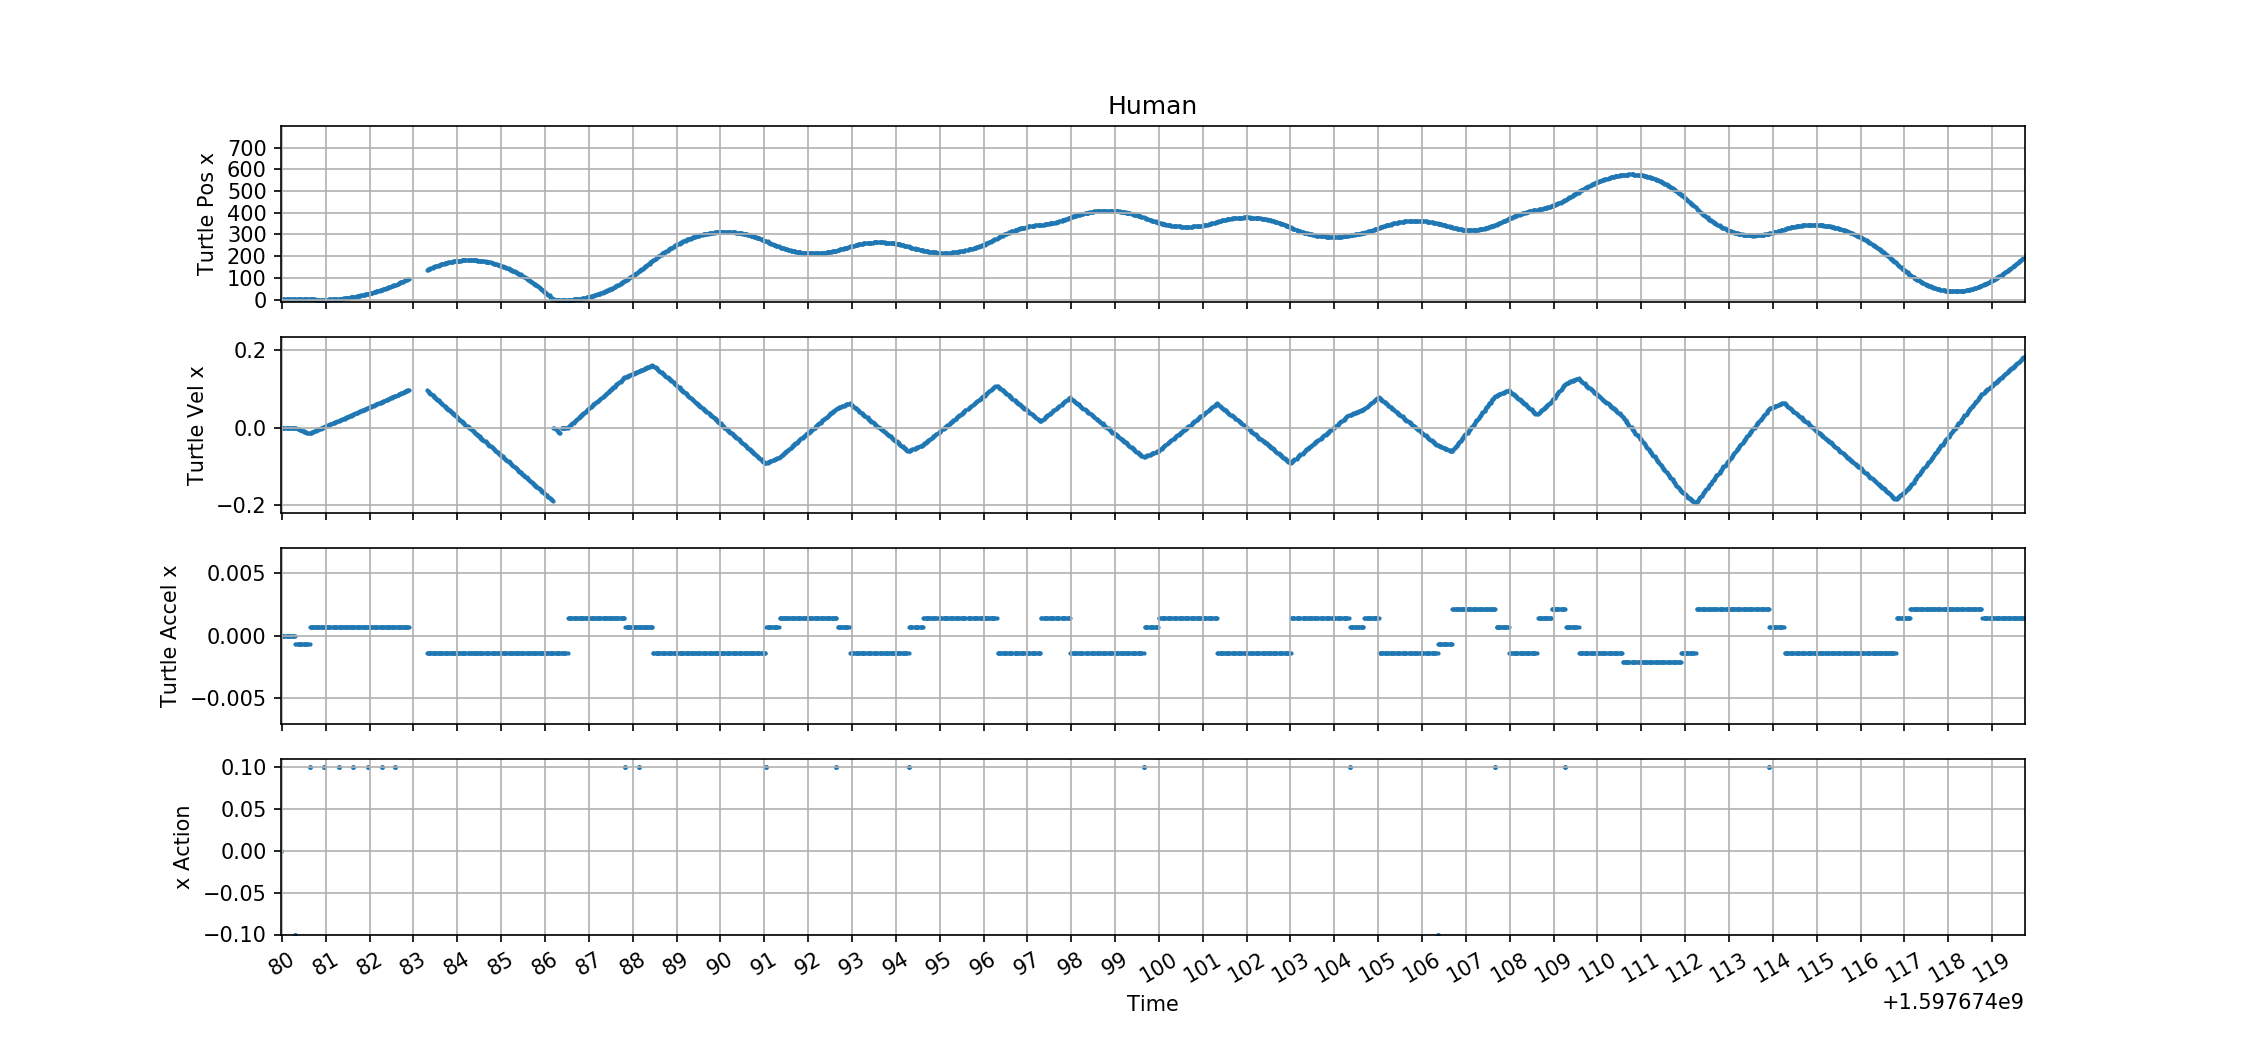 Human
Turtle Pos x
700
600
500
400
300
200
100
0
Turtle Vel x
0.2
0.0
−0.2
Turtle Accel x
0.005
0.000
−0.005
x Action
0.10
0.05
0.00
−0.05
−0.10
80 81 82 83 84 85 86 87 88 89 90 91 92 93 94 95 96 97 98 99 100 101 102 103 104 105 106 107 108 109 110 111 112 113 114 115 116 117 118 119
Time
+1.597674e9